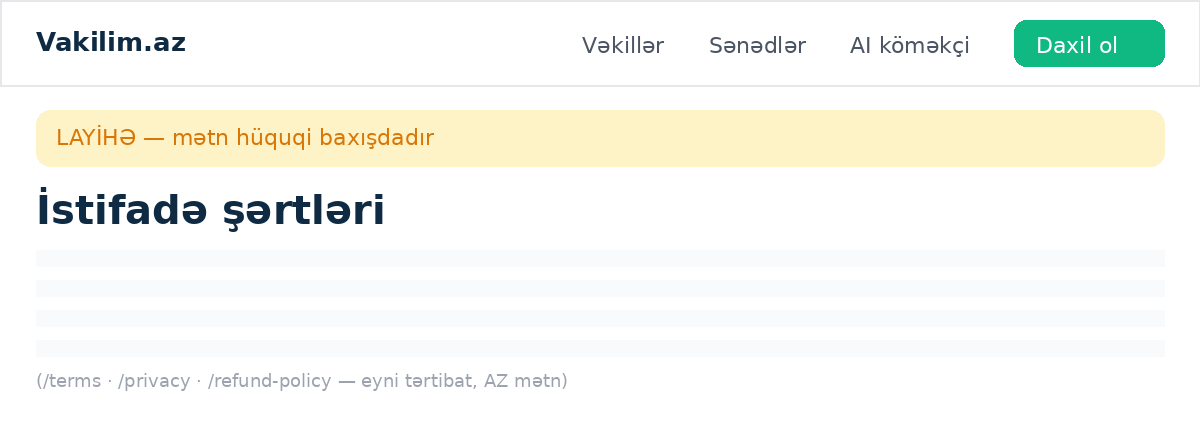 Vakilim.az
Vəkillər Sənədlər AI köməkçi Daxil ol
LAYİHƏ — mətn hüquqi baxışdadır
İstifadə şərtləri
(/terms · /privacy · /refund-policy — eyni tərtibat, AZ mətn)